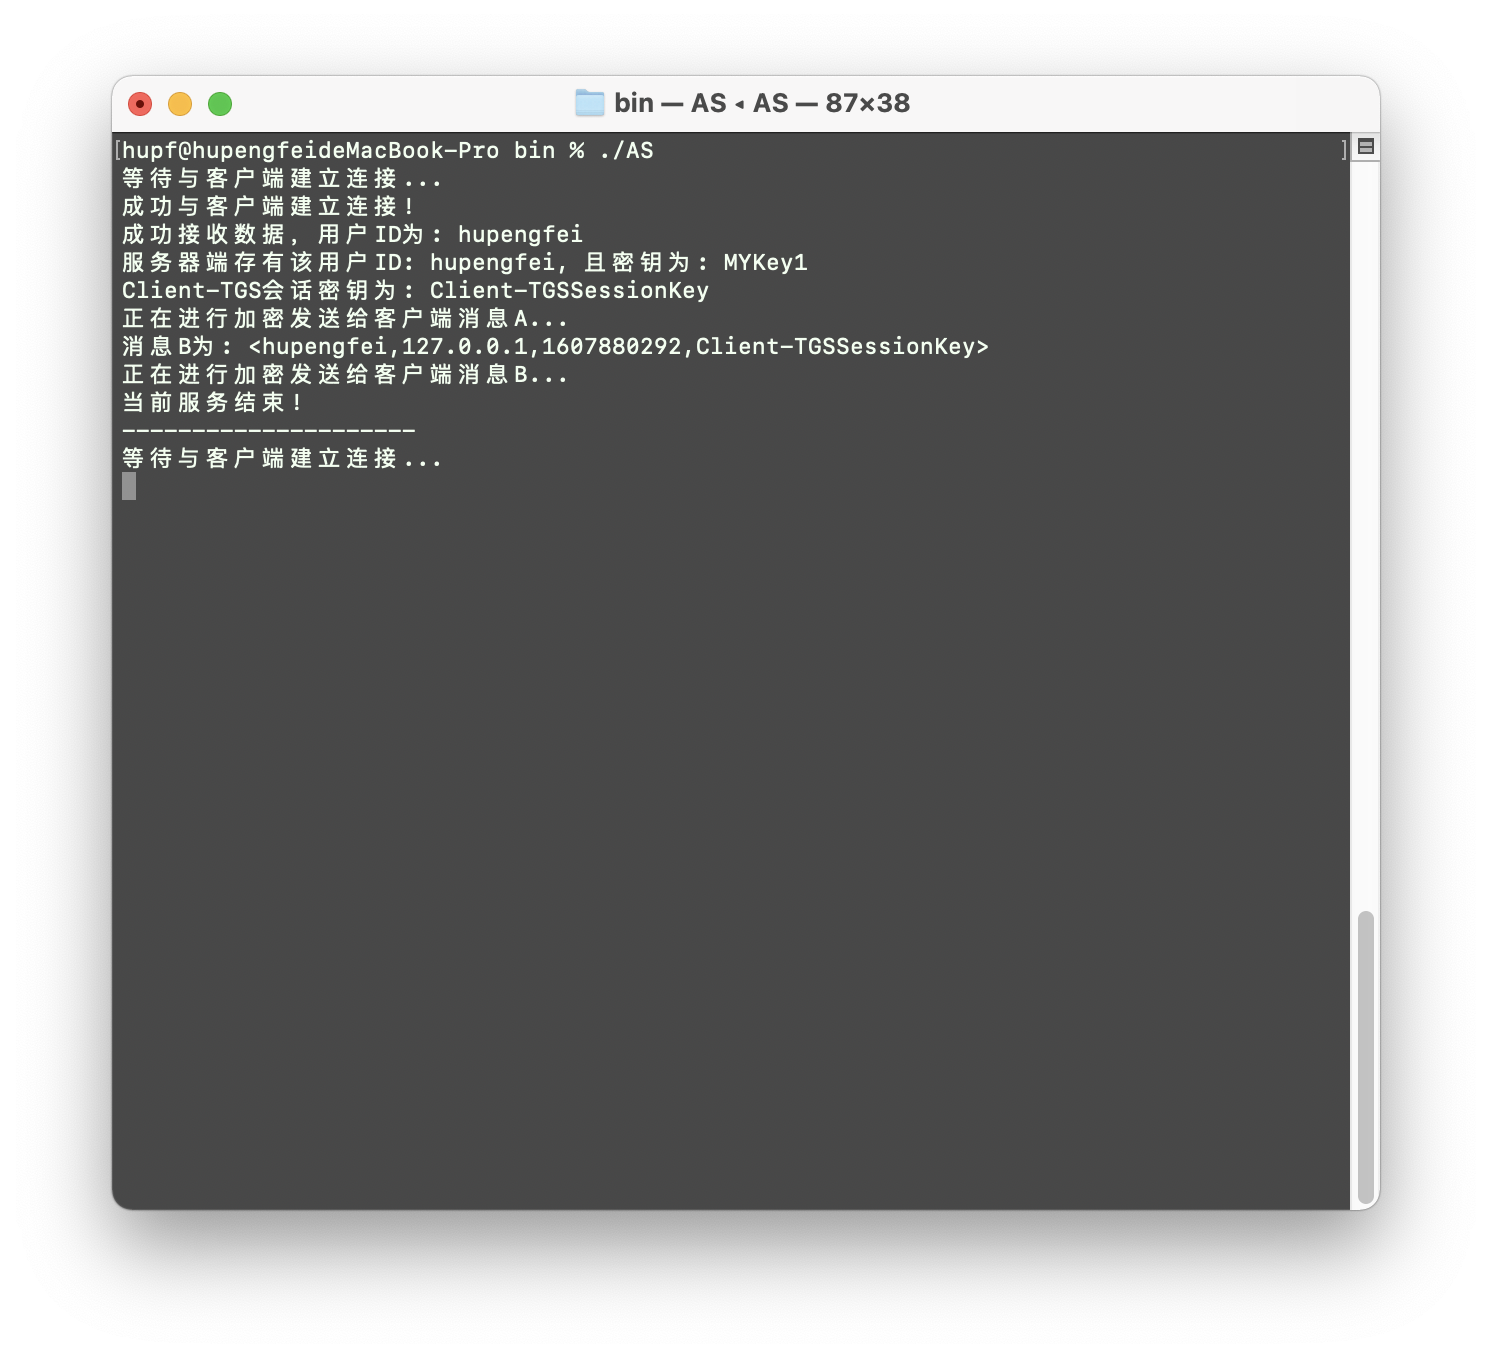 bin — AS ◂ AS — 87×38
[hupf@hupengfeideMacBook-Pro bin % ./AS ]
等待与客户端建立连接...
成功与客户端建立连接!
成功接收数据, 用户ID为: hupengfei
服务器端存有该用户ID: hupengfei, 且密钥为: MYKey1
Client-TGS会话密钥为: Client-TGSSessionKey
正在进行加密发送给客户端消息A...
消息B为: <hupengfei,127.0.0.1,1607880292,Client-TGSSessionKey>
正在进行加密发送给客户端消息B...
当前服务结束!
---------------------
等待与客户端建立连接...